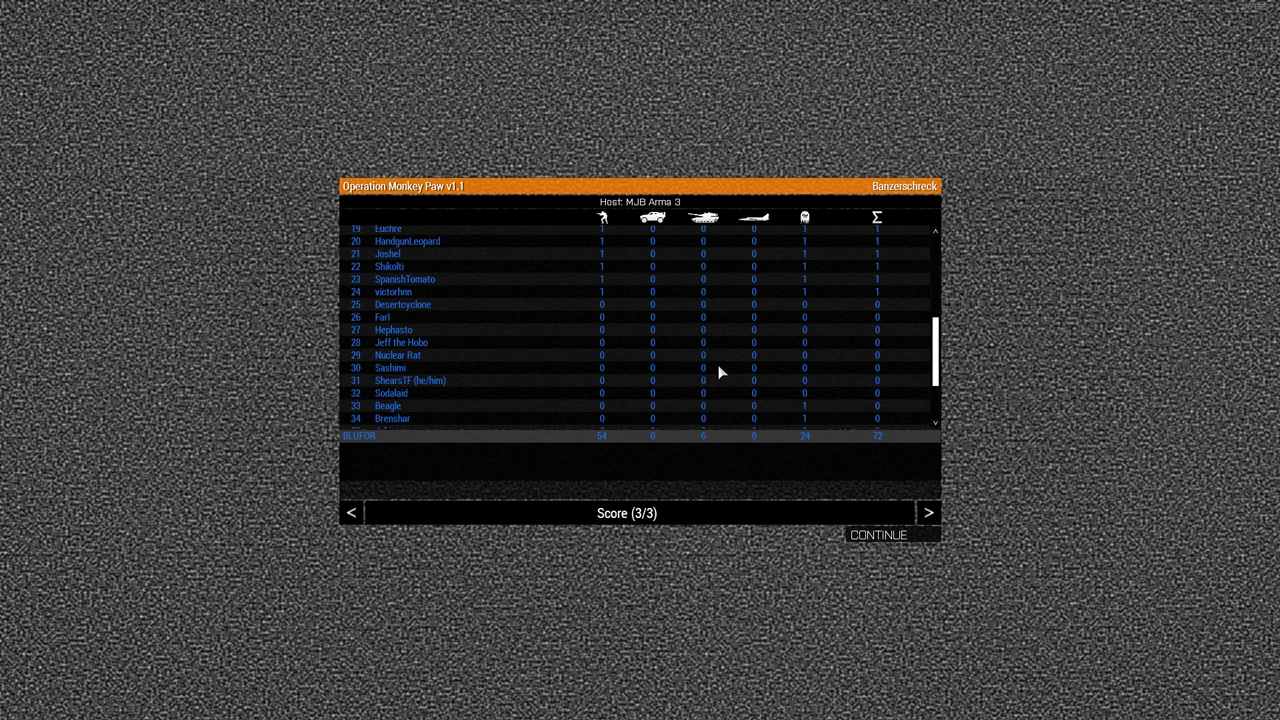 Operation Monkey Paw v1.1 Banzerschreck
Host: MJB Arma 3
Σ
19 Euchre 1 0 0 0 1 1
20 HandgunLeopard 1 0 0 0 1 1
21 Joshel 1 0 0 0 1 1
22 Shikolti 1 0 0 0 1 1
23 SpanishTomato 1 0 0 0 1 1
24 victorhnn 1 0 0 0 1 1
25 Desertcyclone 0 0 0 0 0 0
26 Farl 0 0 0 0 0 0
27 Hephasto 0 0 0 0 0 0
28 Jeff the Hobo 0 0 0 0 0 0
29 Nuclear Rat 0 0 0 0 0 0
30 Sashimi 0 0 0 0 0 0
31 ShearsTF (he/him) 0 0 0 0 0 0
32 Sodalaid 0 0 0 0 0 0
33 Beagle 0 0 0 0 1 0
34 Brenshar 0 0 0 0 1 0
BLUFOR 54 0 6 0 24 72
< Score (3/3) >
CONTINUE